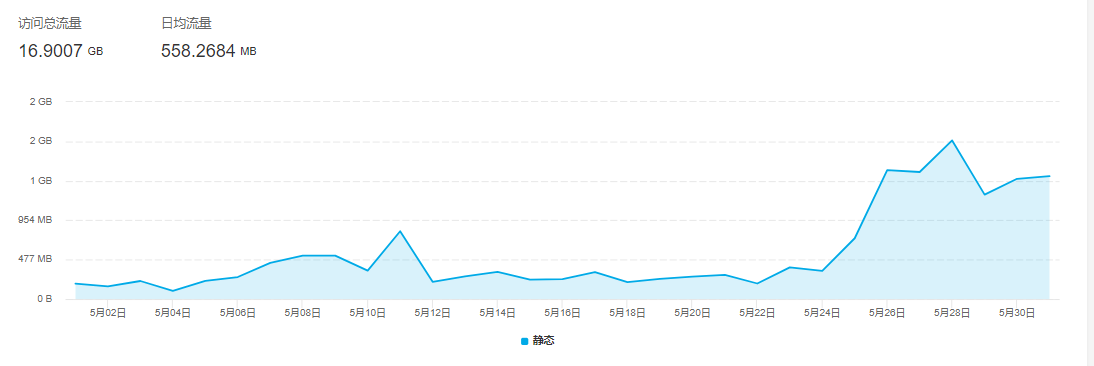 访问总流量 日均流量
16.9007 GB 558.2684 MB
2 GB
2 GB
1 GB
954 MB
477 MB
0 B
5月02日 5月04日 5月06日 5月08日 5月10日 5月12日 5月14日 5月16日 5月18日 5月20日 5月22日 5月24日 5月26日 5月28日 5月30日
静态